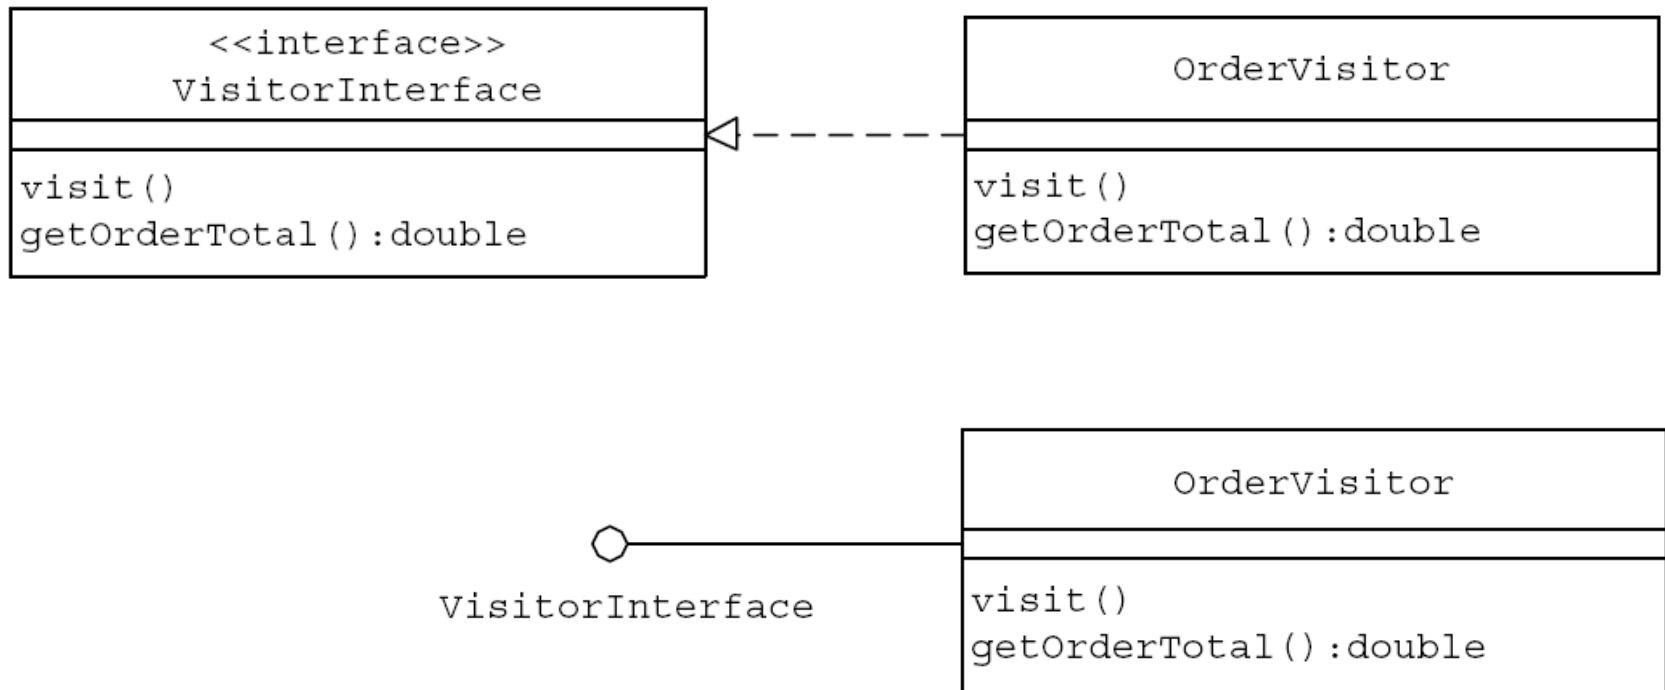 <<interface>>
VisitorInterface
visit()
getOrderTotal():double
OrderVisitor
visit()
getOrderTotal():double
VisitorInterface
OrderVisitor
visit()
getOrderTotal():double